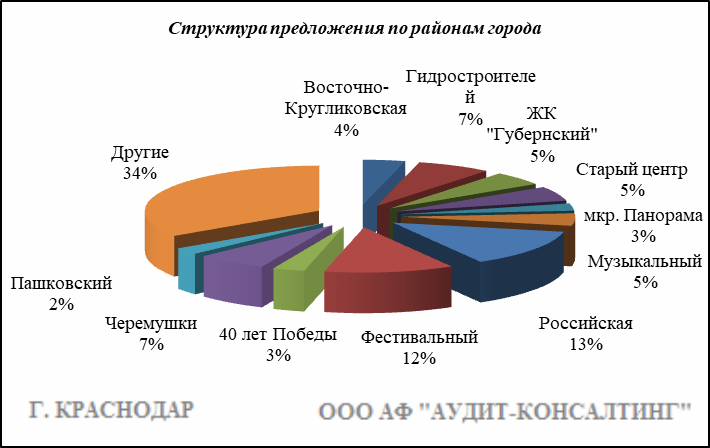 Структура предложения по районам города
Восточно-
Кругликовская
4%
Гидростроителе
й
7%
ЖК
"Губернский"
5%
Старый центр
5%
мкр. Панорама
3%
Музыкальный
5%
Российская
13%
Фестивальный
12%
40 лет Победы
3%
Черемушки
7%
Пашковский
2%
Другие
34%
Г. КРАСНОДАР
ООО АФ "АУДИТ-КОНСАЛТИНГ"